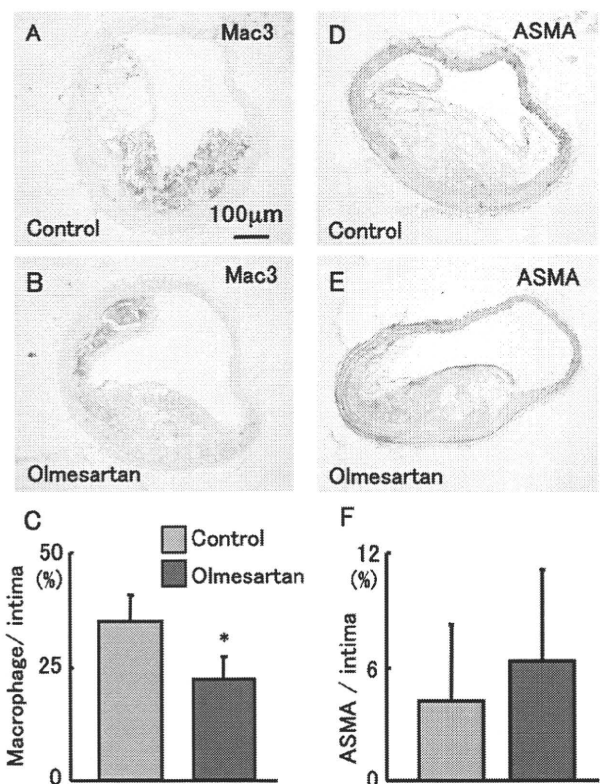 A
Mac3
Control
100μm
D
ASMA
Control
B
Mac3
Olmesartan
E
ASMA
Olmesartan
C
Control
Olmesartan
50
(%)
25
0
Macrophage/ intima
*
F
12
(%)
6
0
ASMA / intima